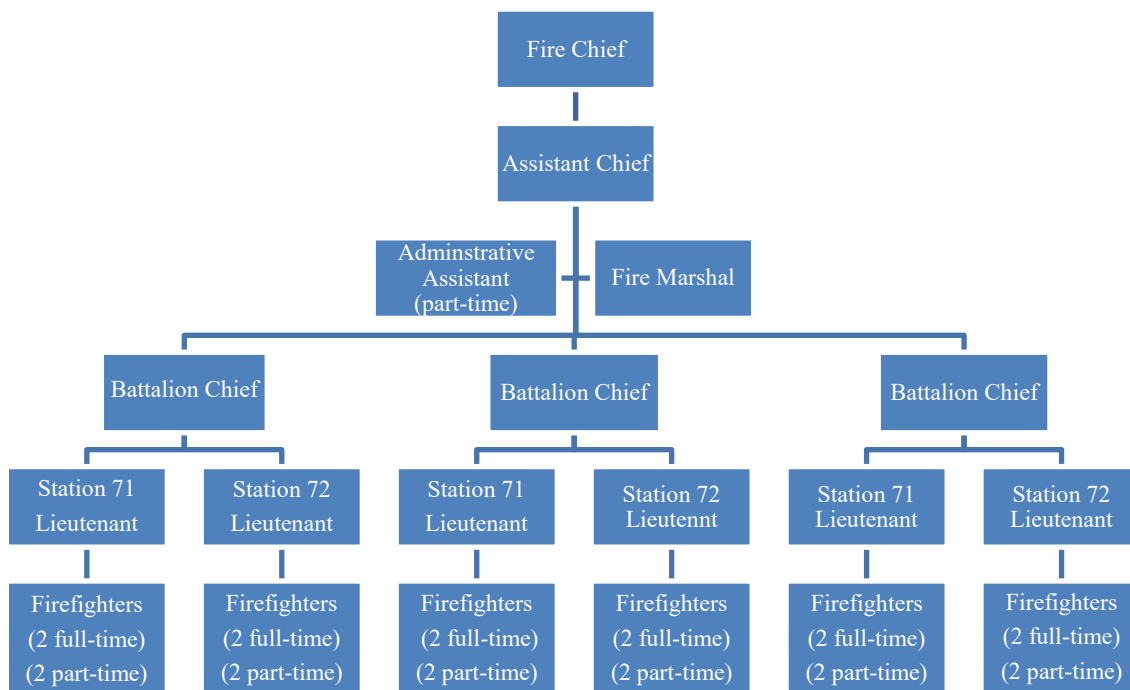 Fire Chief
Assistant Chief
Adminstrative
Assistant
(part-time)
Fire Marshal
Battalion Chief
Battalion Chief
Battalion Chief
Station 71
Lieutenant
Station 72
Lieutenant
Station 71
Lieutenant
Station 72
Lieutennt
Station 71
Lieutenant
Station 72
Lieutenant
Firefighters
(2 full-time)
(2 part-time)
Firefighters
(2 full-time)
(2 part-time)
Firefighters
(2 full-time)
(2 part-time)
Firefighters
(2 full-time)
(2 part-time)
Firefighters
(2 full-time)
(2 part-time)
Firefighters
(2 full-time)
(2 part-time)